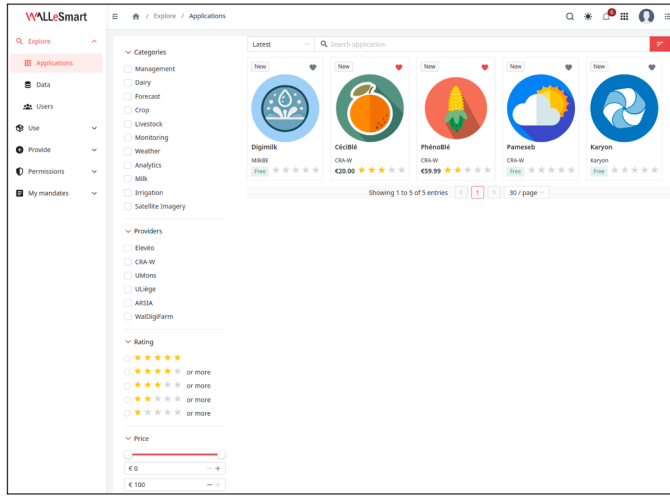 WALLeSmart
/ Explore / Applications
6
Explore
Applications
Data
Users
Use
Provide
Permissions
My mandates
Categories
Management
Dairy
Forecast
Crop
Livestock
Monitoring
Weather
Analytics
Milk
Irrigation
Satellite Imagery
Providers
Elevéo
CRA-W
UMons
ULiège
ARSIA
WalDigiFarm
Rating
or more
or more
or more
or more
Price
€ 0
€ 100
Latest
Search application
New
Digimilk
MilkBE
Free
New
CéciBlé
CRA-W
€20.00
New
PhénoBlé
CRA-W
€59.99
New
Pameseb
CRA-W
Free
New
Karyon
Karyon
Free
Showing 1 to 5 of 5 entries < 1 > 30 / page